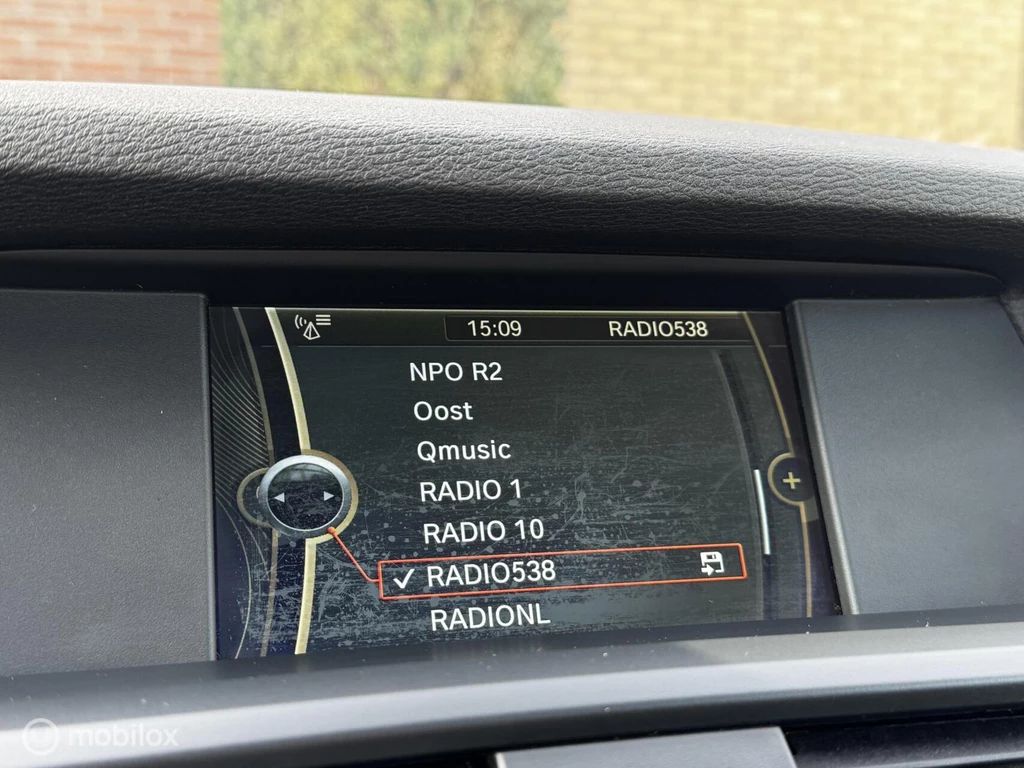 15:09 RADIO538
NPO R2
Oost
Qmusic
RADIO 1
RADIO 10
RADIO538
RADIONL
mobilox